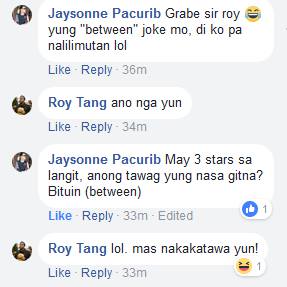 Jaysonne Pacurib Grabe sir roy 😅
yung "between" joke mo, di ko pa
nalilimutan lol
Like · Reply · 36m
Roy Tang ano nga yun
Like · Reply · 34m
Jaysonne Pacurib May 3 stars sa
langit, anong tawag yung nasa gitna?
Bituin (between)
Like · Reply · 33m · Edited
1
Roy Tang lol. mas nakakatawa yun!
1
Like · Reply · 33m